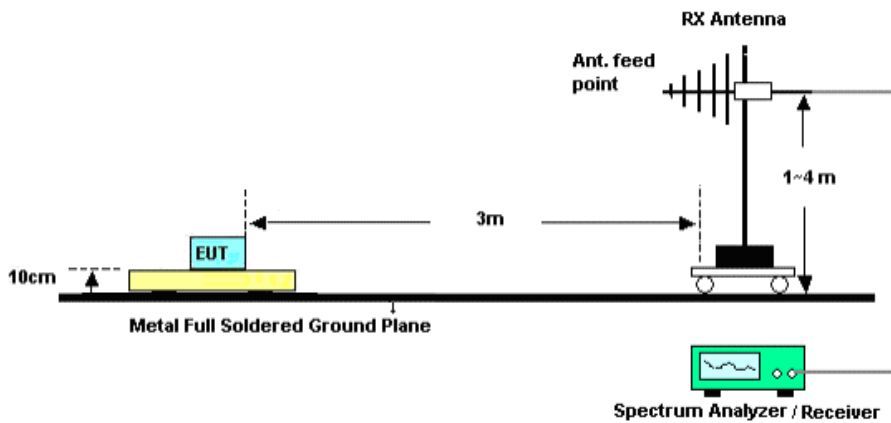 RX Antenna
Ant. feed
point
1~4 m
3m
EUT
10cm
Metal Full Soldered Ground Plane
Spectrum Analyzer / Receiver